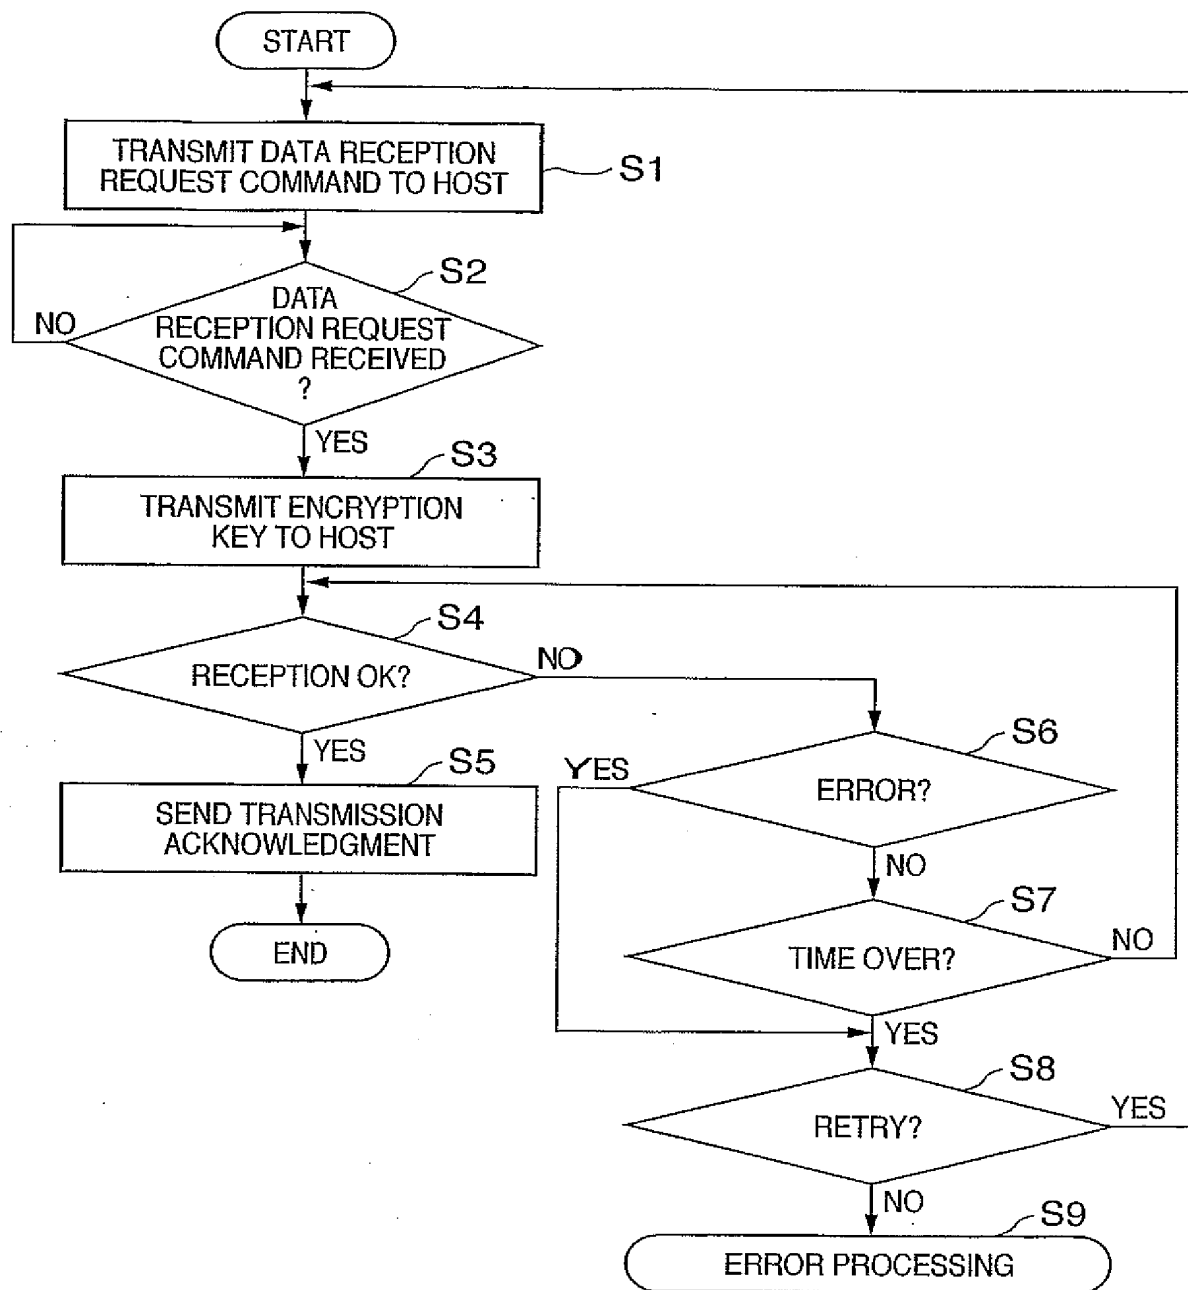 START
TRANSMIT DATA RECEPTION
REQUEST COMMAND TO HOST
S1
S2
DATA
RECEPTION REQUEST
COMMAND RECEIVED
?
NO
YES
S3
TRANSMIT ENCRYPTION
KEY TO HOST
S4
RECEPTION OK?
NO
YES
S5
SEND TRANSMISSION
ACKNOWLEDGMENT
END
S6
YES
ERROR?
NO
S7
TIME OVER?
NO
YES
S8
RETRY?
YES
NO
S9
ERROR PROCESSING